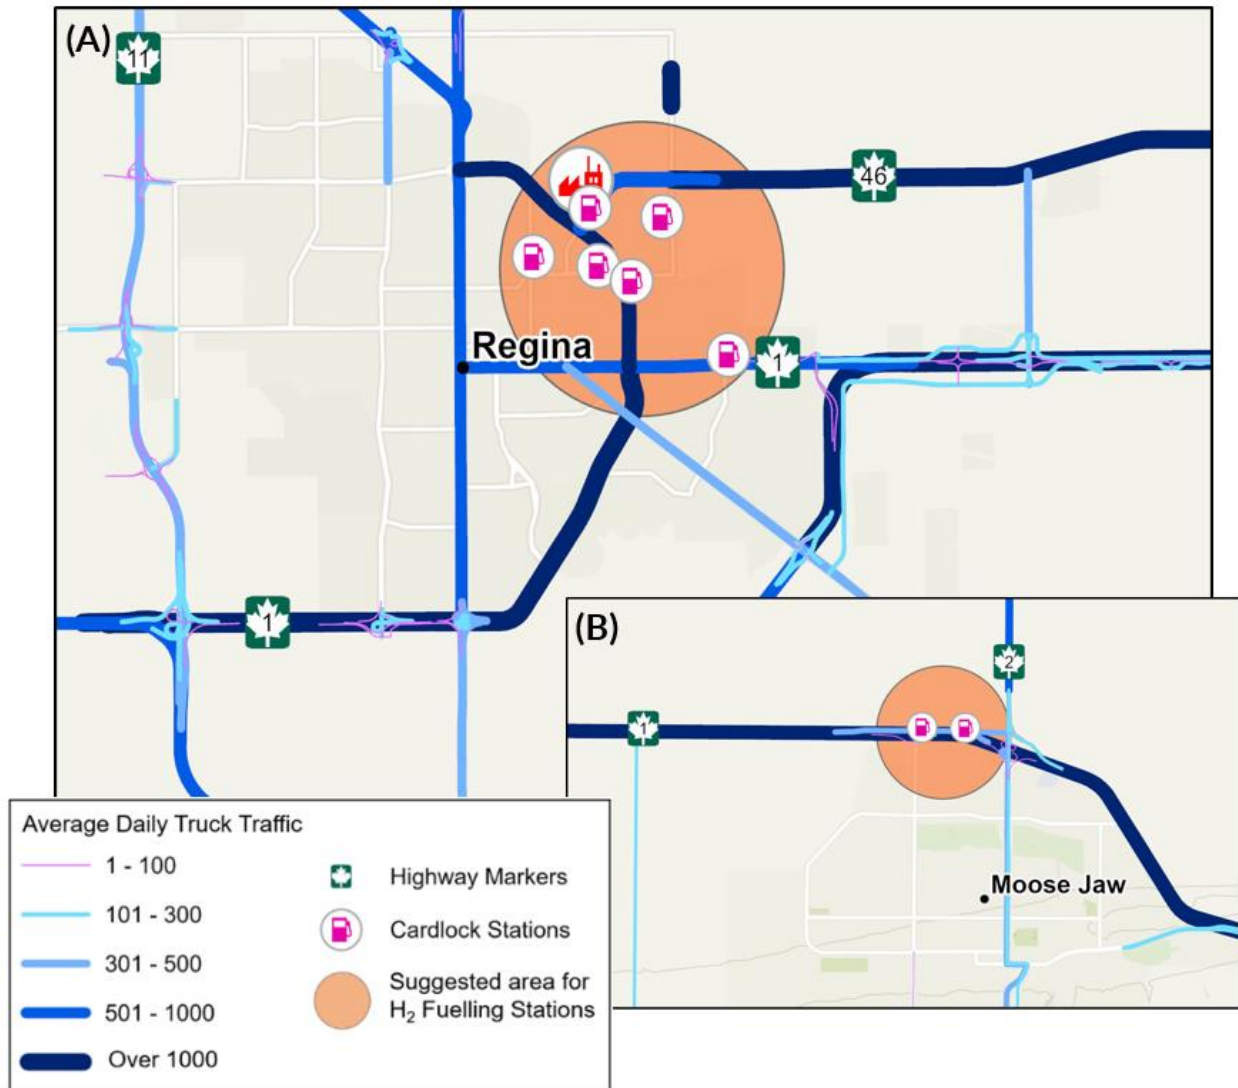 (A)
11
46
Regina
1
1
(B)
2
1
Moose Jaw
Average Daily Truck Traffic
1 - 100
101 - 300
301 - 500
501 - 1000
Over 1000
Highway Markers
Cardlock Stations
Suggested area for
H₂ Fuelling Stations